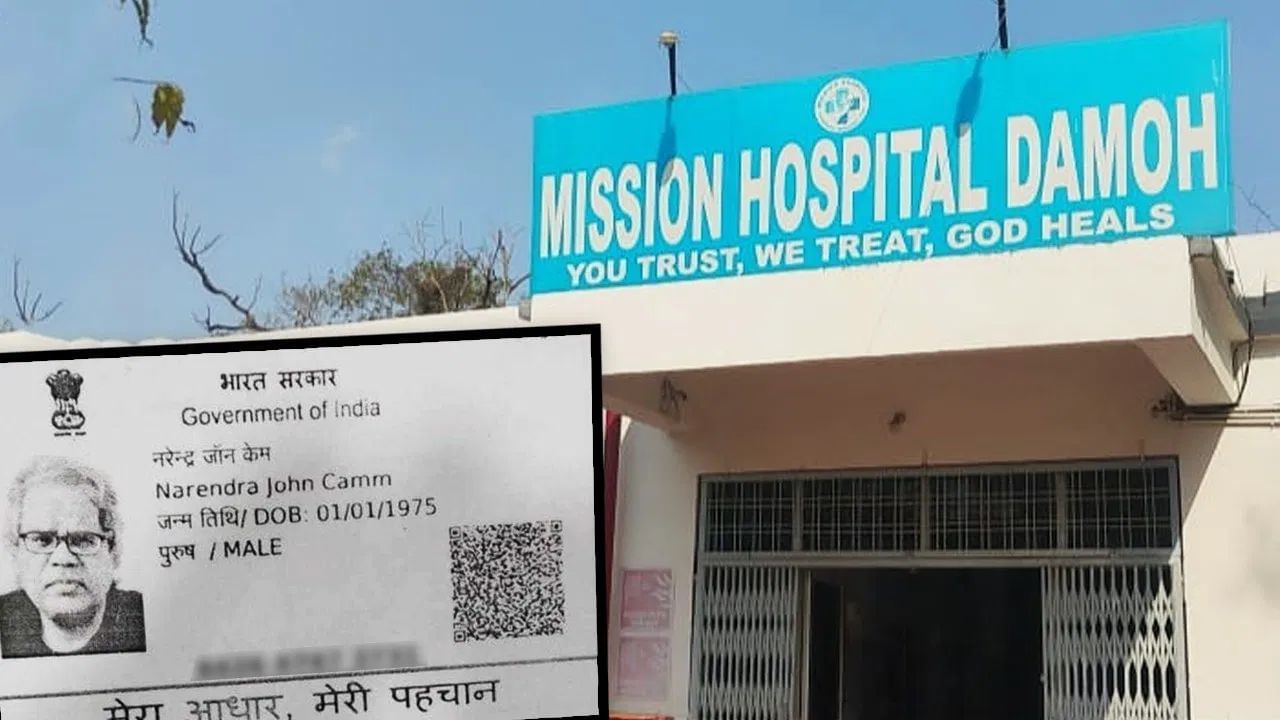 MISSION HOSPITAL DAMOH
YOU TRUST, WE TREAT, GOD HEALS
भारत सरकार
Government of India
नरेन्द्र जॉन केम
Narendra John Camm
जन्म तिथि/ DOB: 01/01/1975
पुरुष / MALE
मेरा आधार, मेरी पहचान